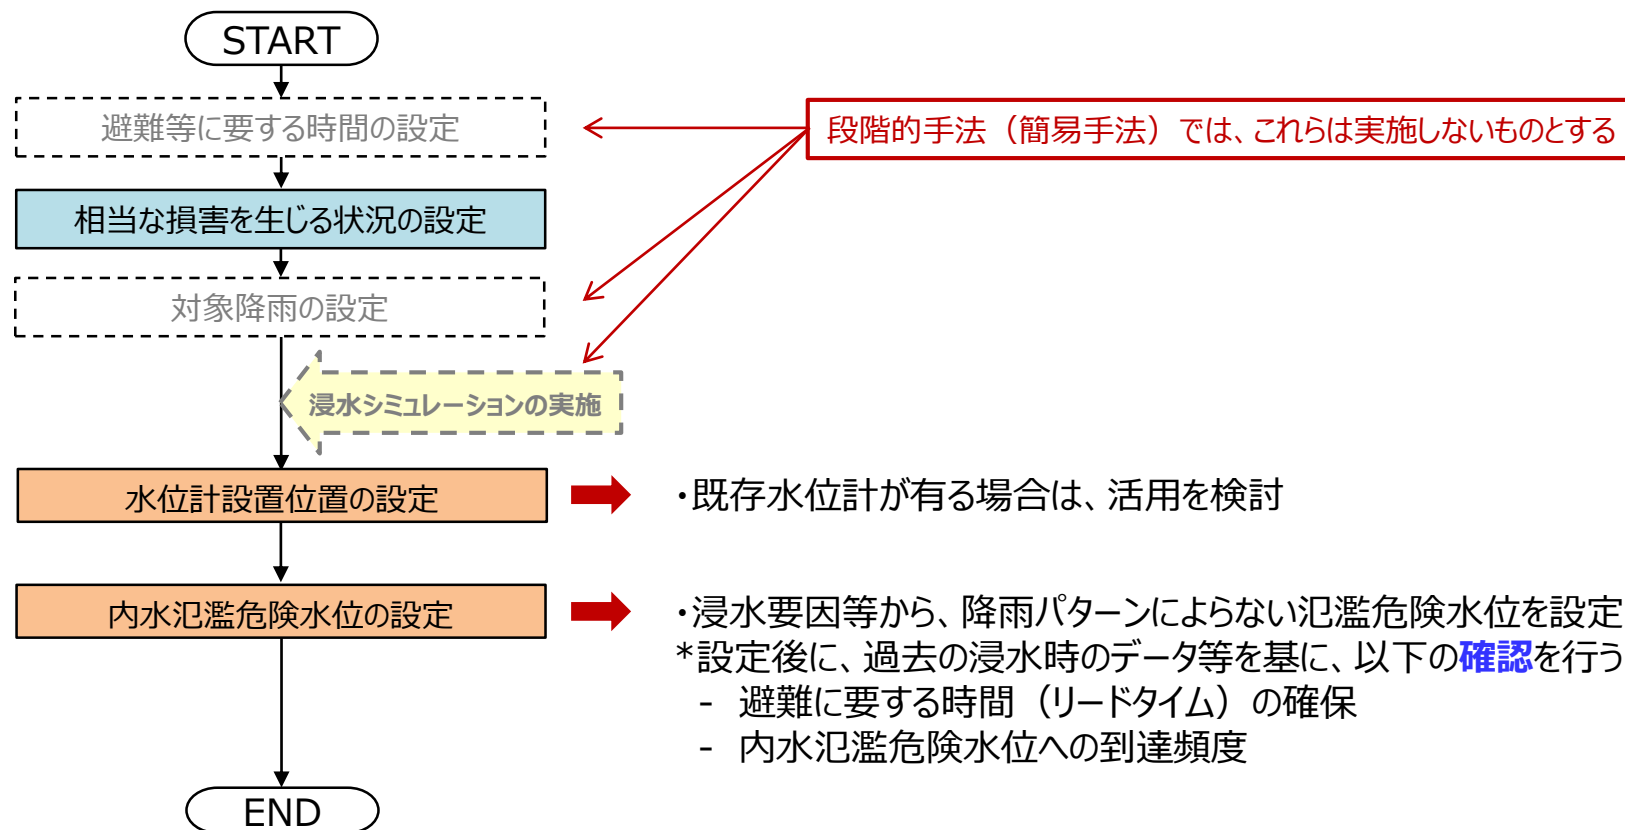 START
避難等に要する時間の設定
段階的手法（簡易手法）では、これらは実施しないものとする
相当な損害を生じる状況の設定
対象降雨の設定
浸水シミュレーションの実施
水位計設置位置の設定
・既存水位計が有る場合は、活用を検討
内水氾濫危険水位の設定
・浸水要因等から、降雨パターンによらない氾濫危険水位を設定
*設定後に、過去の浸水時のデータ等を基に、以下の確認を行う
- 避難に要する時間（リードタイム）の確保
- 内水氾濫危険水位への到達頻度
END